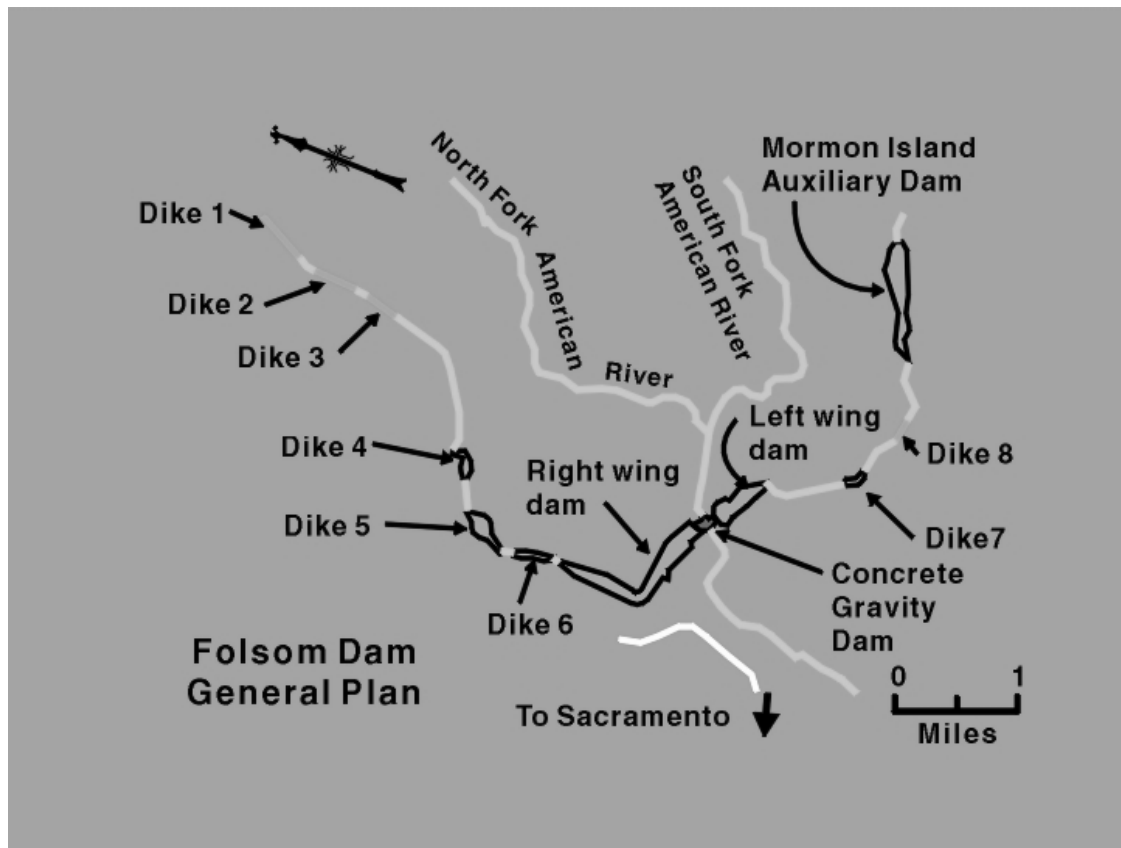 North Fork
American
River
South Fork
American River
Mormon Island
Auxiliary Dam
Dike 1
Dike 2
Dike 3
Dike 4
Dike 5
Dike 6
Right wing
dam
Left wing
dam
Dike 8
Dike7
Concrete
Gravity
Dam
Folsom Dam
General Plan
To Sacramento
0 1
Miles